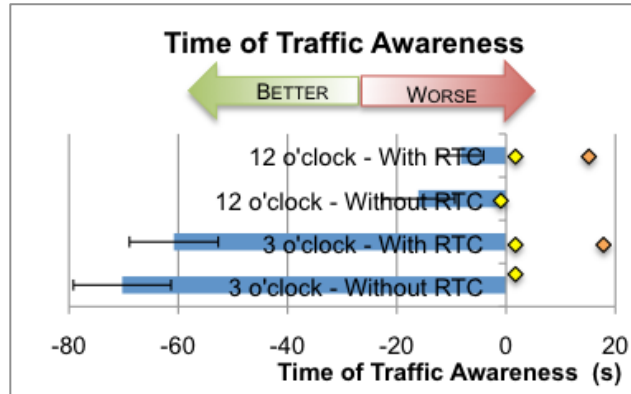 Time of Traffic Awareness
BETTER
WORSE
12 o'clock - With RTC
12 o'clock - Without RTC
3 o'clock - With RTC
3 o'clock - Without RTC
-80 -60 -40 -20 0 20
Time of Traffic Awareness (s)